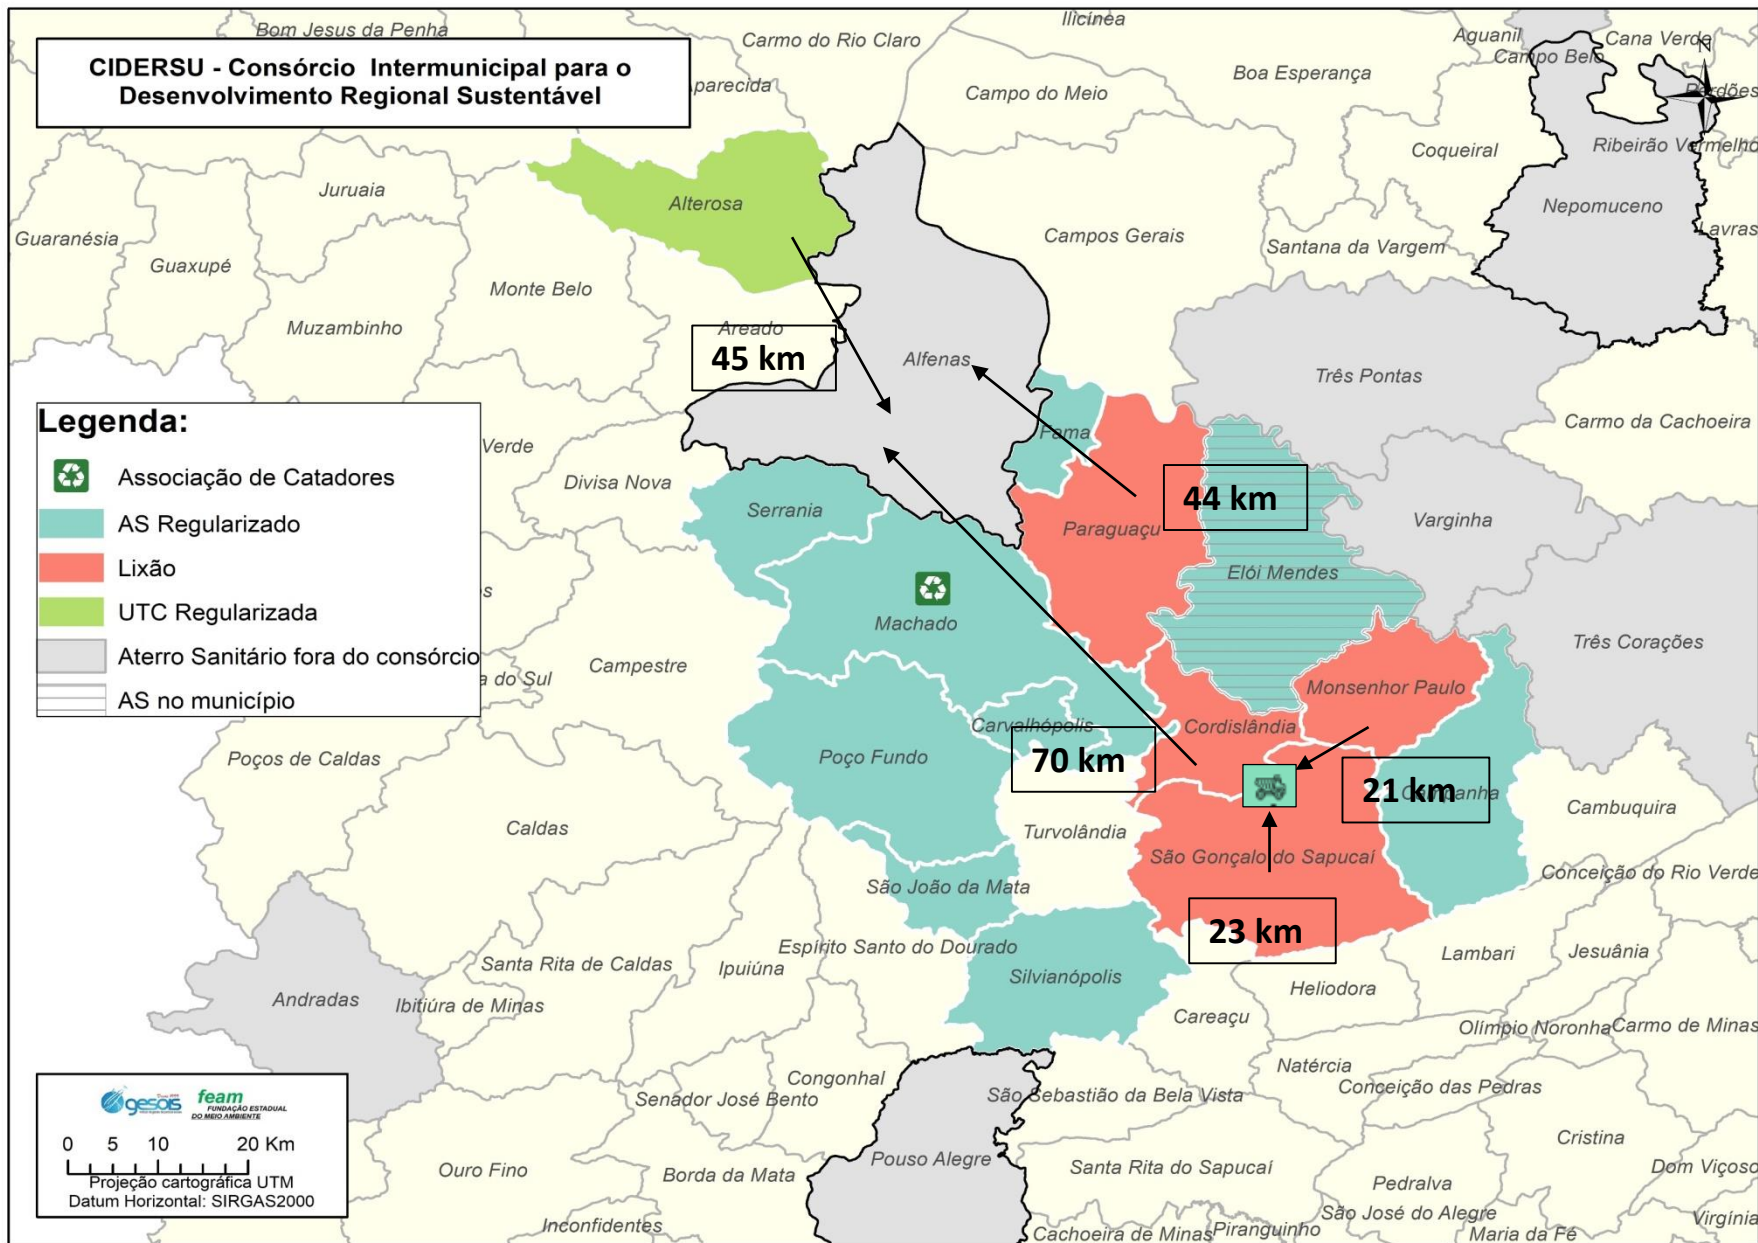 CIDERSU - Consórcio Intermunicipal para o
Desenvolvimento Regional Sustentável
Bom Jesus da Penha
Carmo do Rio Claro
Ilicínea
Aguanil
Cana Verde
Campo Belo
N
Perdões
Aparecida
Campo do Meio
Boa Esperança
Ribeirão Vermelho
Coqueiral
Juruaia
Alterosa
Nepomuceno
Lavras
Guaranésia
Guaxupé
Campos Gerais
Santana da Vargem
Monte Belo
Muzambinho
Areado
45 km
Alfenas
Três Pontas
Carmo da Cachoeira
Legenda:
Associação de Catadores
AS Regularizado
Lixão
UTC Regularizada
Aterro Sanitário fora do consórcio
AS no município
Verde
Fama
Divisa Nova
Serrania
44 km
Paraguaçu
Varginha
Elói Mendes
es
Machado
Campestre
a do Sul
Três Corações
Monsenhor Paulo
Carvalhópolis
Cordislândia
Poços de Caldas
Poço Fundo
70 km
21 km
Campanha
Cambuquira
Caldas
Turvolândia
São Gonçalo do Sapucaí
Conceição do Rio Verde
São João da Mata
23 km
Espírito Santo do Dourado
Lambari
Jesuânia
Santa Rita de Caldas
Ipuiúna
Silvianópolis
Heliodora
Andradas
Ibitiúra de Minas
Careaçu
Olímpio Noronha
Carmo de Minas
Natércia
Congonhal
Conceição das Pedras
Senador José Bento
São Sebastião da Bela Vista
gesois
feam
FUNDAÇÃO ESTADUAL
DO MEIO AMBIENTE
0 5 10 20 Km
Projeção cartográfica UTM
Datum Horizontal: SIRGAS2000
Cristina
Ouro Fino
Borda da Mata
Pouso Alegre
Santa Rita do Sapucaí
Dom Viçoso
Pedralva
São José do Alegre
Virgínia
Inconfidentes
Cachoeira de Minas
Piranguinho
Maria da Fé